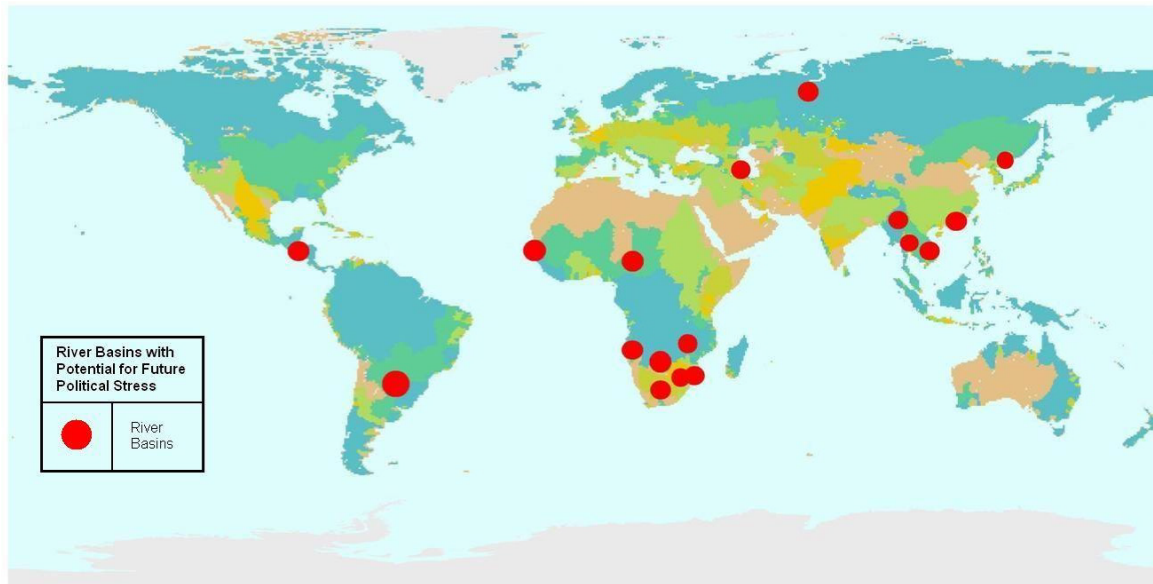 River Basins with
Potential for Future
Political Stress
River
Basins